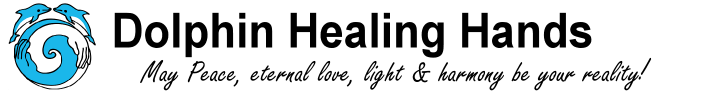 Dolphin Healing Hands
May Peace, eternal love, light & harmony be your reality!